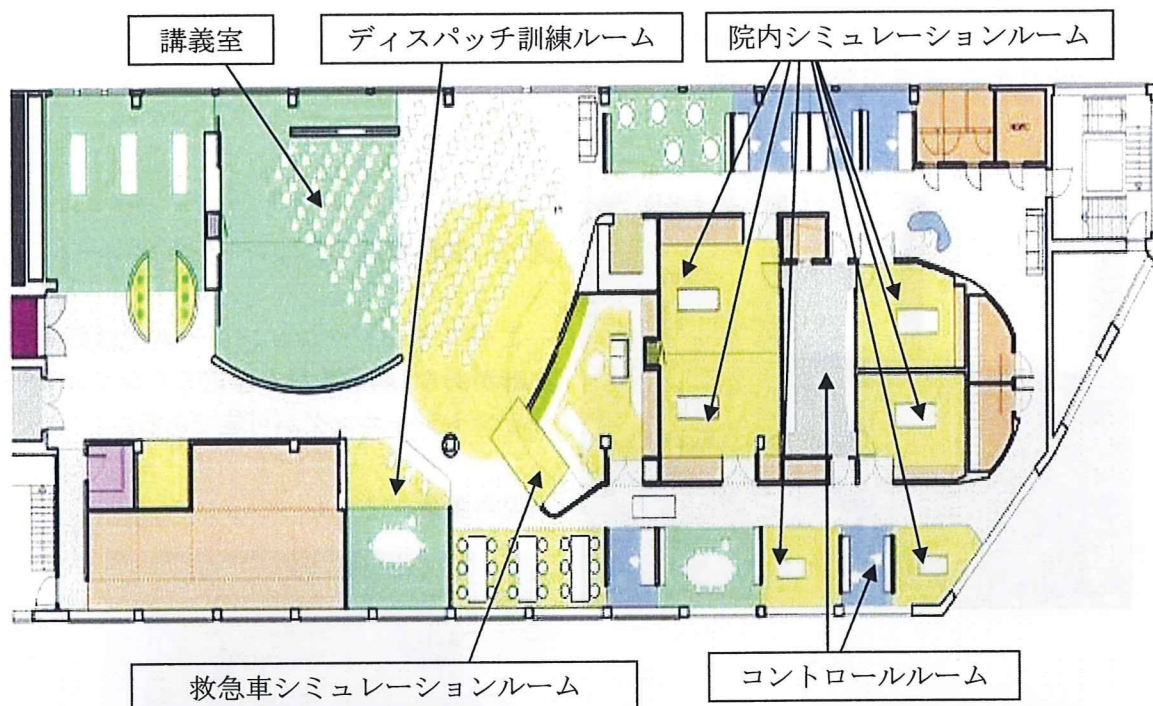 講義室
ディスパッチ訓練ルーム
院内シミュレーションルーム
救急車シミュレーションルーム
コントロールルーム